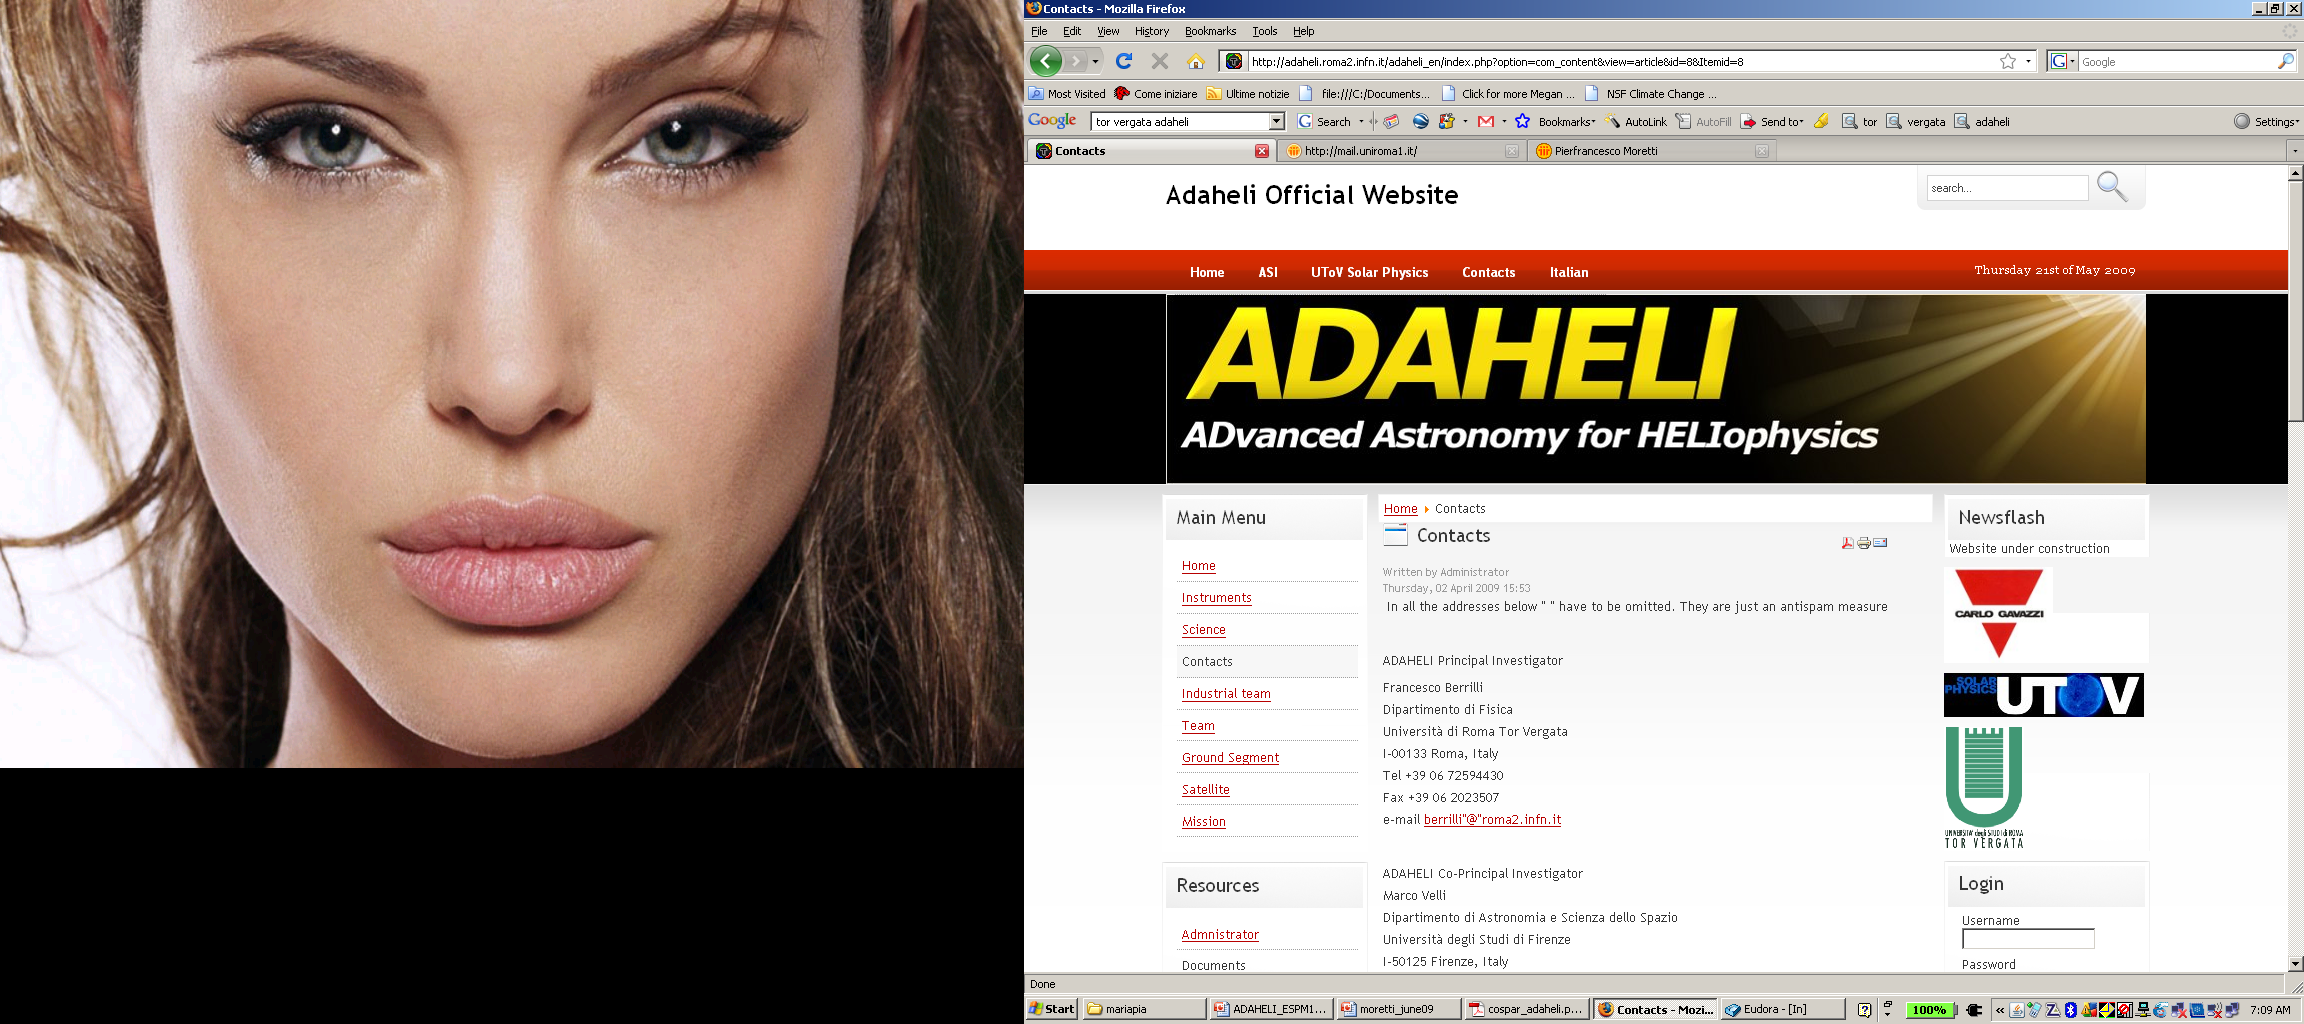 Contacts - Mozilla Firefox
File Edit View History Bookmarks Tools Help
http://adaheli.roma2.infn.it/adaheli_en/index.php?option=com_content&view=article&id=8&Itemid=8
Google
Most Visited Come iniziare Ultime notizie file:///C:/Documents... Click for more Megan ... NSF Climate Change ...
Google tor vergata adaheli Search Bookmarks AutoLink AutoFill Send to tor vergata adaheli Settings
Contacts http://mail.uniroma1.it/ Pierfrancesco Moretti
Adaheli Official Website
search...
Home ASI UToV Solar Physics Contacts Italian
Thursday 21st of May 2009
ADAHELI
ADvanced Astronomy for HELIophysics
Main Menu
Home
Instruments
Science
Contacts
Industrial team
Team
Ground Segment
Satellite
Mission
Resources
Admnistrator
Documents
Home Contacts
Contacts
Written by Administrator
Thursday, 02 April 2009 15:53
In all the addresses below " " have to be omitted. They are just an antispam measure
ADAHELI Principal Investigator
Francesco Berrilli
Dipartimento di Fisica
Università di Roma Tor Vergata
I-00133 Roma, Italy
Tel +39 06 72594430
Fax +39 06 2023507
e-mail berrilli"@"roma2.infn.it
ADAHELI Co-Principal Investigator
Marco Velli
Dipartimento di Astronomia e Scienza dello Spazio
Università degli Studi di Firenze
I-50125 Firenze, Italy
Newsflash
Website under construction
CARLO GAVAZZI
SOLAR PHYSICS UTOV
UNIVERSITA' degli STUDI di ROMA
TOR VERGATA
Login
Username
Password
Done
Start mariapia ADAHELI_ESPM1... moretti_june09 cospar_adaheli.p... Contacts - Mozi... Eudora - [In] 100% 7:09 AM